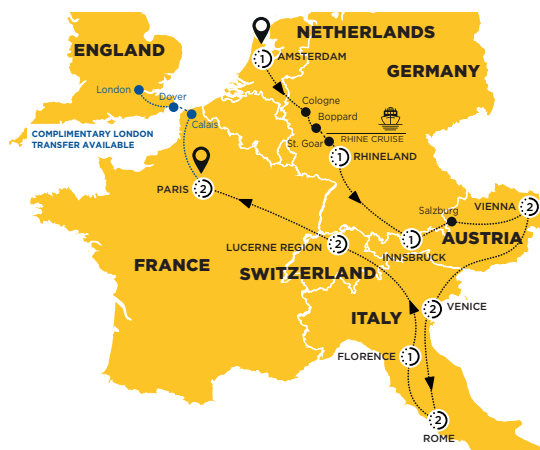 NETHERLANDS
ENGLAND
1
AMSTERDAM
GERMANY
London
Dover
Cologne
Boppard
Calais
COMPLIMENTARY LONDON
TRANSFER AVAILABLE
St. Goar
RHINE CRUISE
1
RHINELAND
PARIS
2
VIENNA
2
Salzburg
AUSTRIA
1
INNSBRUCK
LUCERNE REGION
2
FRANCE
SWITZERLAND
2
VENICE
ITALY
FLORENCE
1
2
ROME